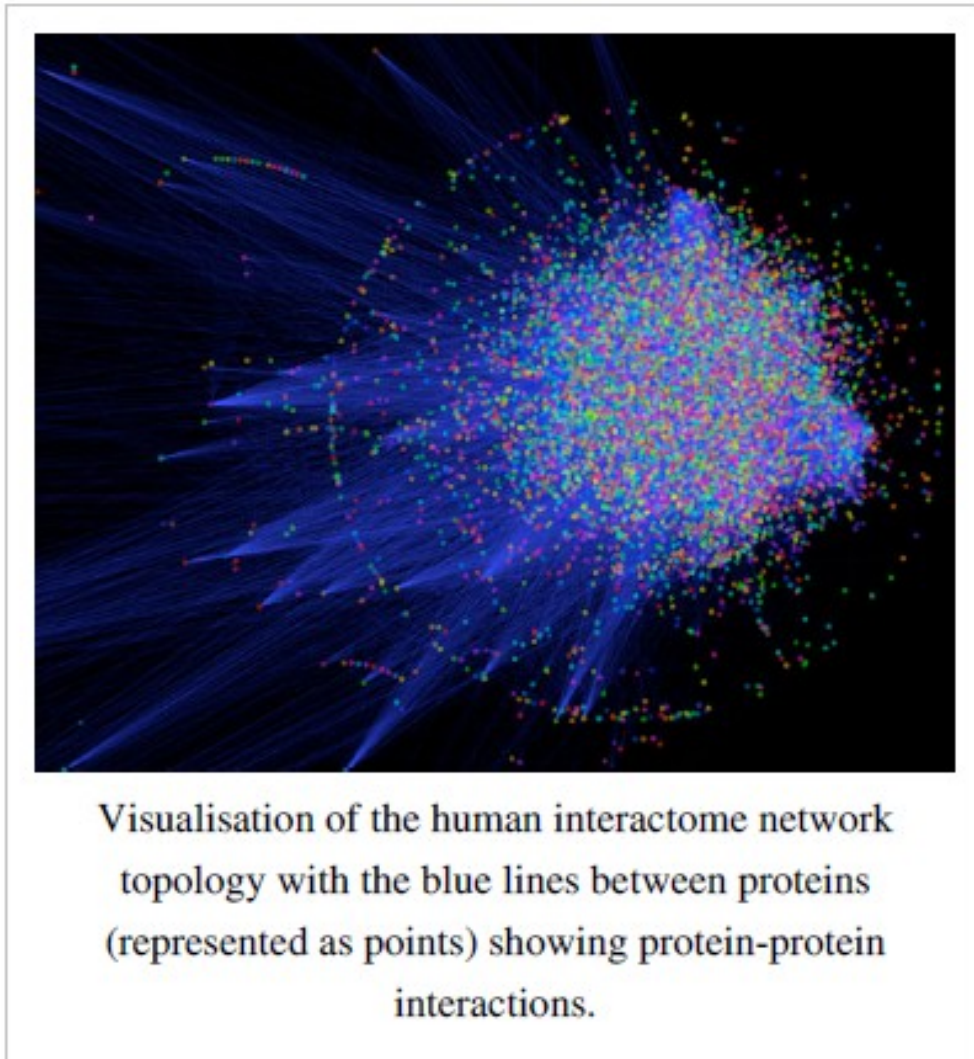 Visualisation of the human interactome network
topology with the blue lines between proteins
(represented as points) showing protein-protein
interactions.